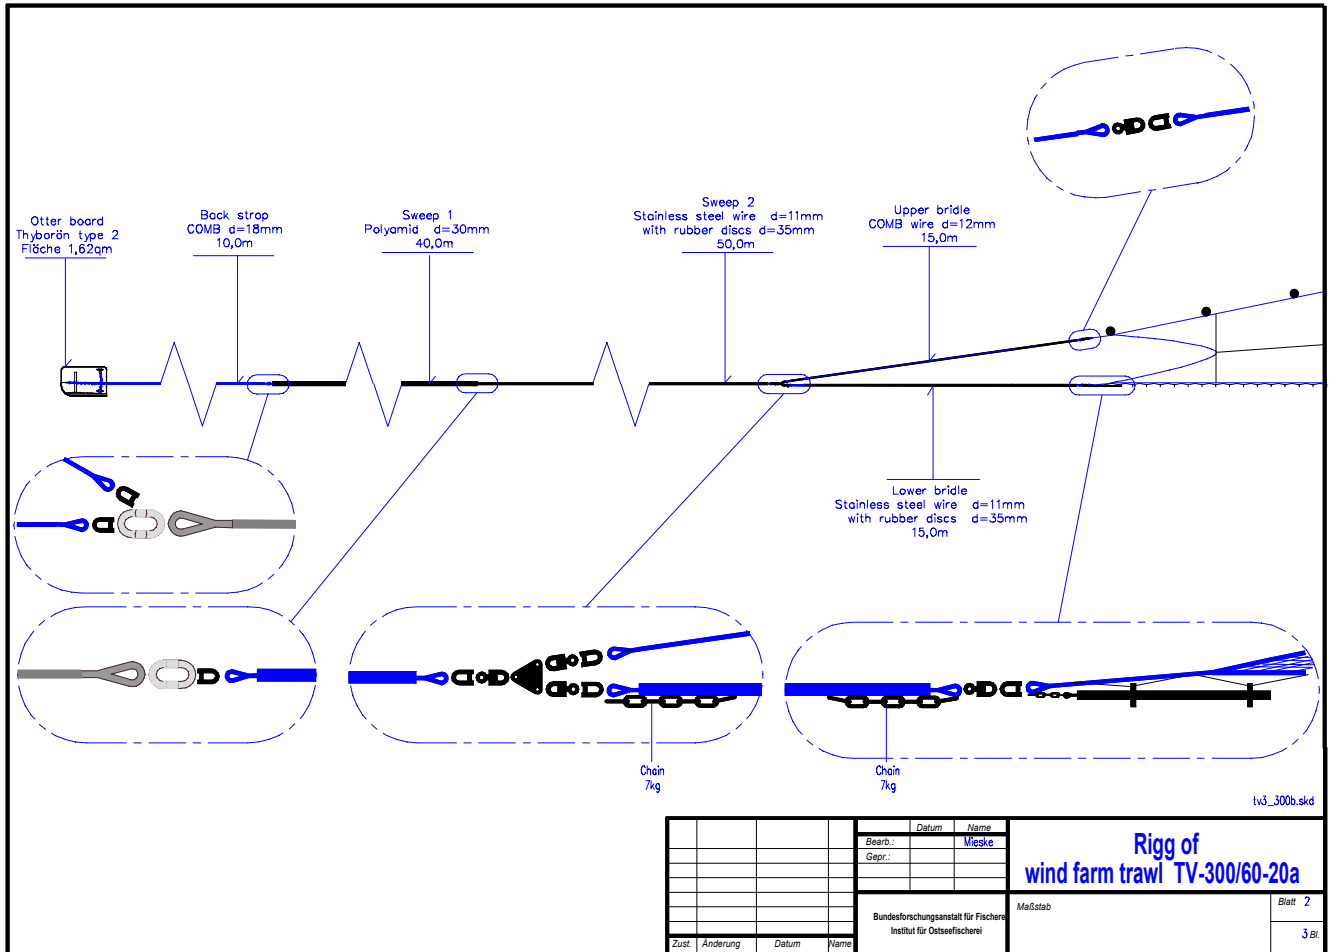 Otter board
Thyborön type 2
Fläche 1,62qm
Back strop
COMB d=18mm
10,0m
Sweep 1
Polyamid d=30mm
40,0m
Sweep 2
Stainless steel wire d=11mm
with rubber discs d=35mm
50,0m
Upper bridle
COMB wire d=12mm
15,0m
Lower bridle
Stainless steel wire d=11mm
with rubber discs d=35mm
15,0m
Chain
7kg
Chain
7kg
tv3_300b.skd
Datum Name
Bearb.: Mieske
Gepr.:
Rigg of
wind farm trawl TV-300/60-20a
Bundesforschungsanstalt für Fischere
Institut für Ostseefischerei
Maßstab
Blatt 2
3 Bl.
Zust. Änderung Datum Name